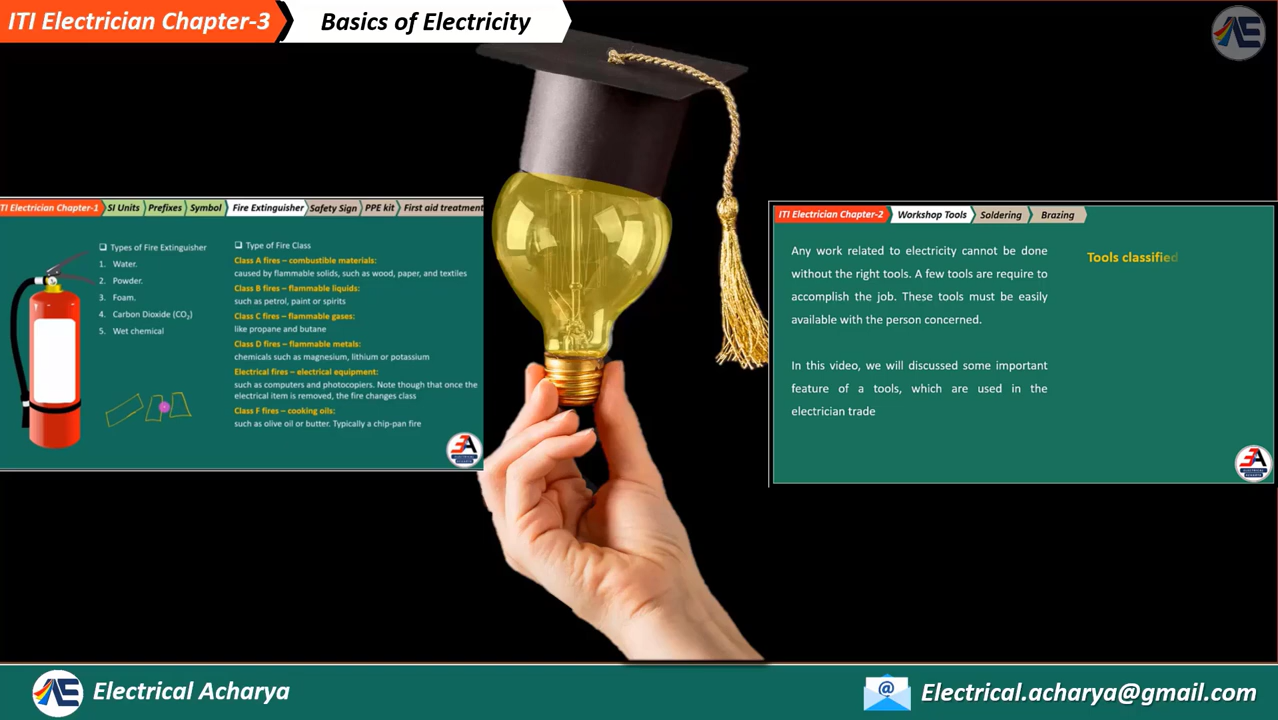 ITI Electrician Chapter-3
Basics of Electricity
TI Electrician Chapter-1
SI Units
Prefixes
Symbol
Fire Extinguisher
Safety Sign
PPE kit
First aid treatment
Types of Fire Extinguisher
1. Water.
2. Powder.
3. Foam.
4. Carbon Dioxide (CO₂)
5. Wet chemical
Type of Fire Class
Class A fires – combustible materials:
caused by flammable solids, such as wood, paper, and textiles
Class B fires – flammable liquids:
such as petrol, paint or spirits
Class C fires – flammable gases:
like propane and butane
Class D fires – flammable metals:
chemicals such as magnesium, lithium or potassium
Electrical fires – electrical equipment:
such as computers and photocopiers. Note though that once the
electrical item is removed, the fire changes class
Class F fires – cooking oils:
such as olive oil or butter. Typically a chip-pan fire
ITI Electrician Chapter-2
Workshop Tools
Soldering
Brazing
Any work related to electricity cannot be done
without the right tools. A few tools are require to
accomplish the job. These tools must be easily
available with the person concerned.
In this video, we will discussed some important
feature of a tools, which are used in the
electrician trade
Tools classified
Electrical Acharya
Electrical.acharya@gmail.com